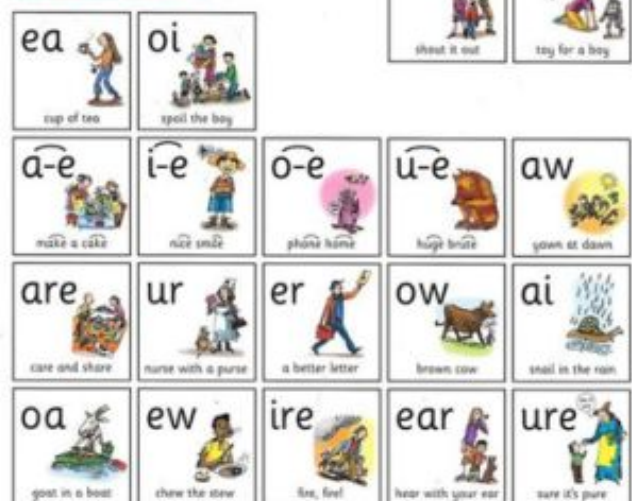 shout it out
toy for a boy
ea
cup of tea
oi
spoil the boy
a-e
make a cake
i-e
nice smile
o-e
phone home
u-e
huge brute
aw
yawn at dawn
are
care and share
ur
nurse with a purse
er
a better letter
ow
brown cow
ai
snail in the rain
oa
goat in a boat
ew
chew the stew
ire
fire, fire!
ear
hear with your ear
ure
sure it's pure